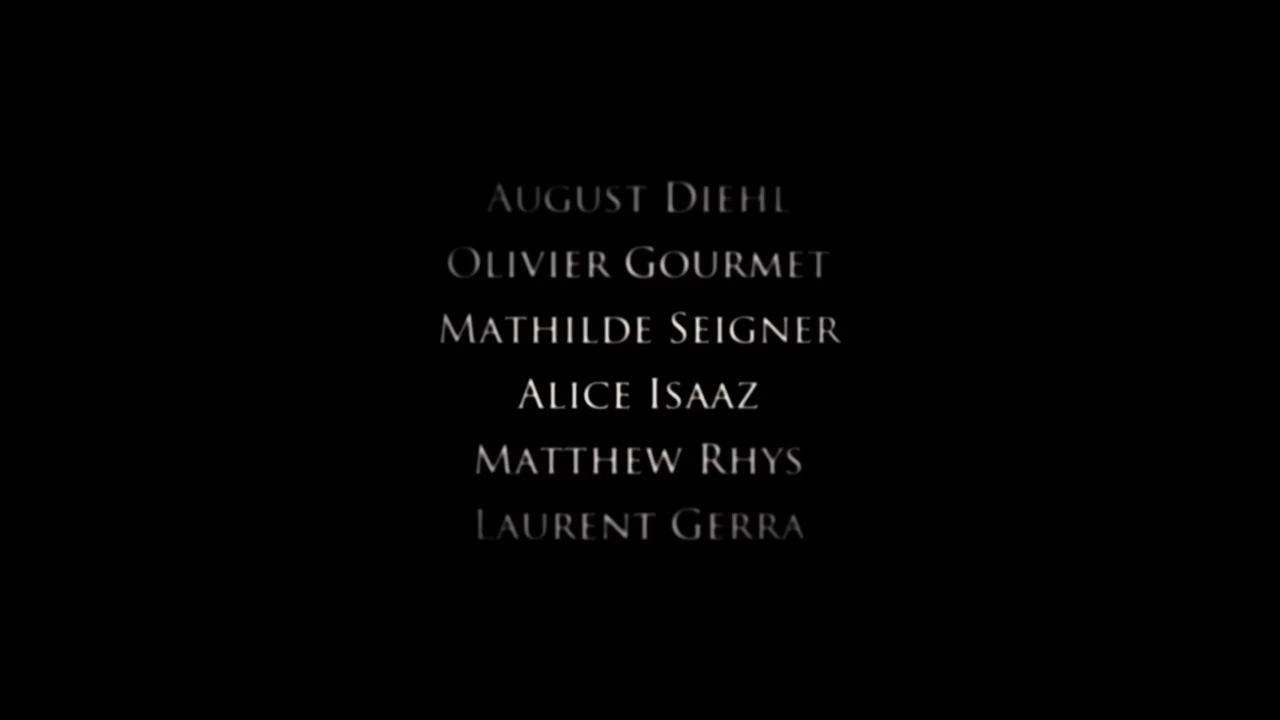 August Diehl
Olivier Gourmet
Mathilde Seigner
Alice Isaaz
Matthew Rhys
Laurent Gerra